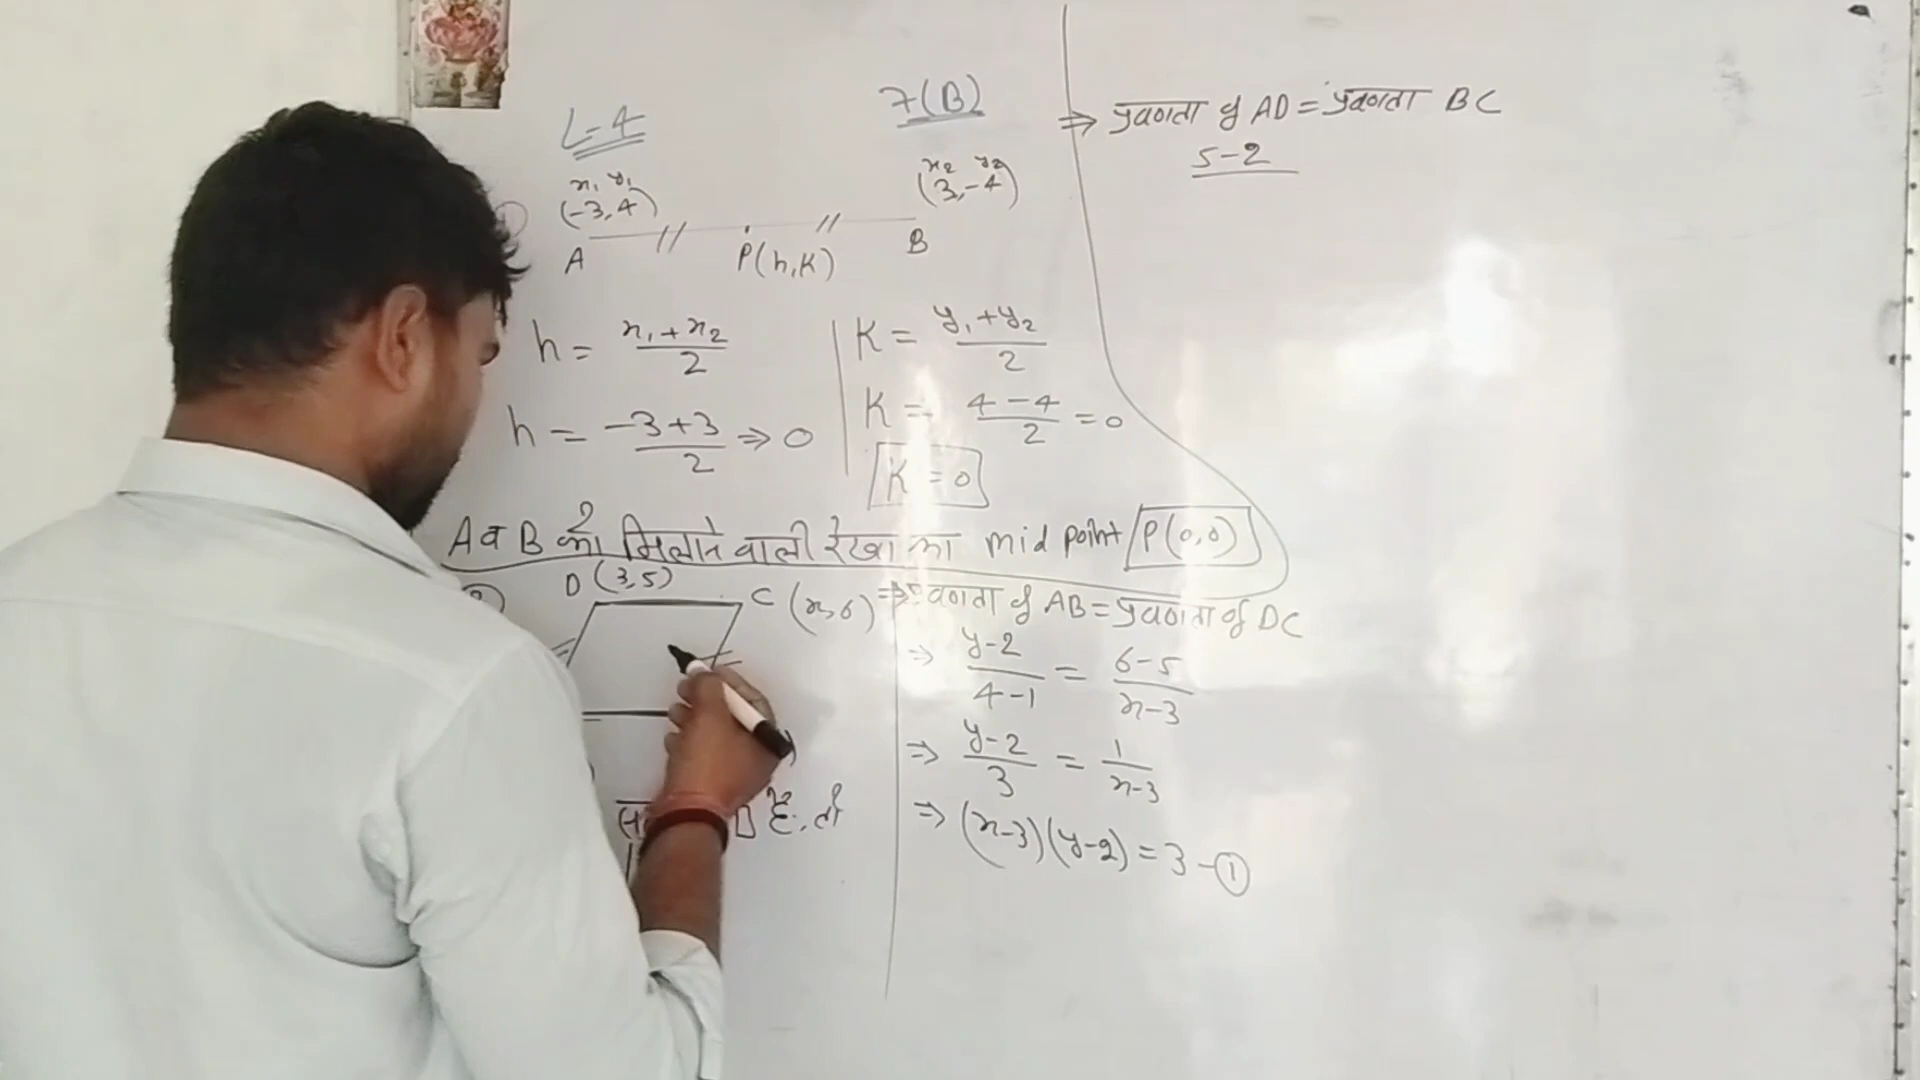 L-4
7(B)
x₁ y₁
(-3, 4)
x₂ y₂
(3, -4)
A
P(h, K)
B
h = x₁+x₂/2
K = y₁+y₂/2
h = -3+3/2 ⇒ 0
K = 4-4/2 = 0
K = 0
A व B को मिलाने वाली रेखा का mid point P(0,0)
D (3,5)
C (x, 6)
है, तो
⇒ प्रवणता of AB = प्रवणता of DC
⇒ y-2/4-1 = 6-5/x-3
⇒ y-2/3 = 1/x-3
⇒ (x-3)(y-2) = 3 -①
⇒ प्रवणता of AD = प्रवणता BC
5-2